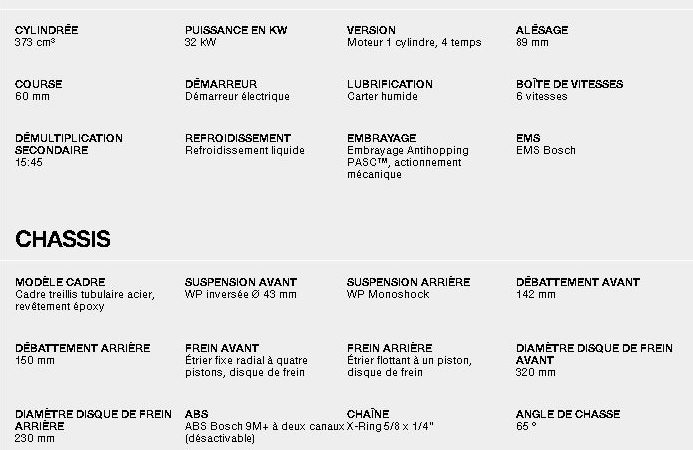 CYLINDRÉE
373 cm³
PUISSANCE EN KW
32 kW
VERSION
Moteur 1 cylindre, 4 temps
ALÉSAGE
89 mm
COURSE
60 mm
DÉMARREUR
Démarreur électrique
LUBRIFICATION
Carter humide
BOÎTE DE VITESSES
6 vitesses
DÉMULTIPLICATION
SECONDAIRE
15:45
REFROIDISSEMENT
Refroidissement liquide
EMBRAYAGE
Embrayage Antihopping
PASC™, actionnement
mécanique
EMS
EMS Bosch
CHASSIS
MODÈLE CADRE
Cadre treillis tubulaire acier,
revêtement époxy
SUSPENSION AVANT
WP inversée Ø 43 mm
SUSPENSION ARRIÈRE
WP Monoshock
DÉBATTEMENT AVANT
142 mm
DÉBATTEMENT ARRIÈRE
150 mm
FREIN AVANT
Étrier fixe radial à quatre
pistons, disque de frein
FREIN ARRIÈRE
Étrier flottant à un piston,
disque de frein
DIAMÈTRE DISQUE DE FREIN
AVANT
320 mm
DIAMÈTRE DISQUE DE FREIN
ARRIÈRE
230 mm
ABS
ABS Bosch 9M+ à deux canaux
(désactivable)
CHAÎNE
X-Ring 5/8 x 1/4"
ANGLE DE CHASSE
65 °